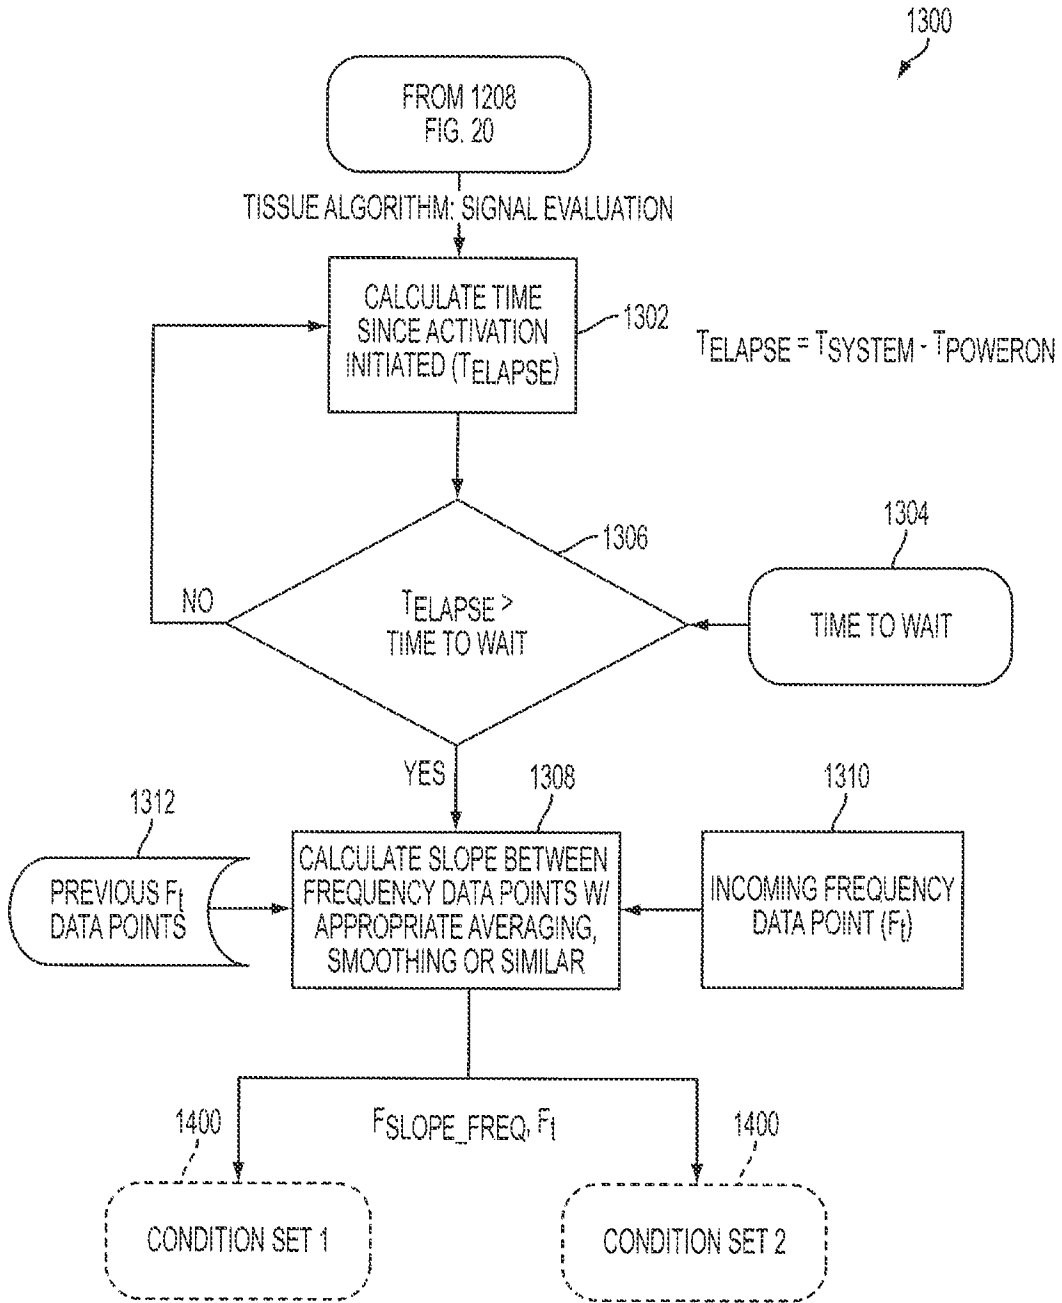 1300
FROM 1208
FIG. 20
TISSUE ALGORITHM: SIGNAL EVALUATION
CALCULATE TIME
SINCE ACTIVATION
INITIATED (TELAPSE)
1302
TELAPSE = TSYSTEM - TPOWERON
1306
1304
NO
TELAPSE >
TIME TO WAIT
TIME TO WAIT
YES
1308
1310
1312
PREVIOUS Ft
DATA POINTS
CALCULATE SLOPE BETWEEN
FREQUENCY DATA POINTS W/
APPROPRIATE AVERAGING,
SMOOTHING OR SIMILAR
INCOMING FREQUENCY
DATA POINT (Ft)
1400
FSLOPE_FREQ, Ft
1400
CONDITION SET 1
CONDITION SET 2